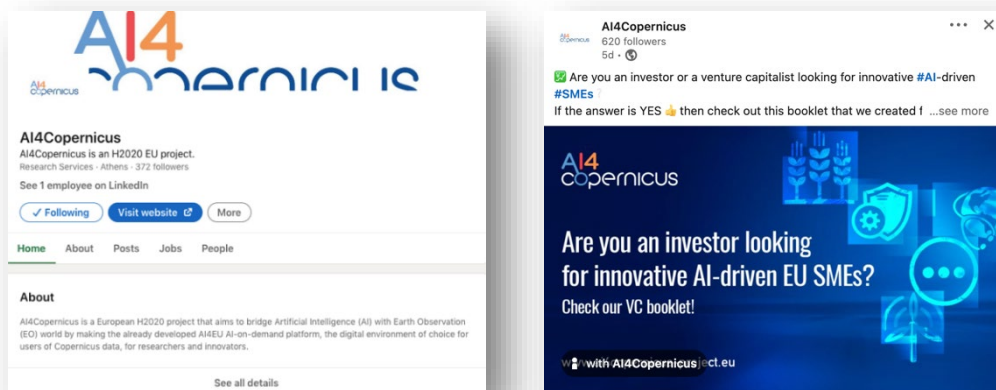 AI4
copernicus
AI4
copernicus
AI4Copernicus
AI4Copernicus is an H2020 EU project.
Research Services · Athens · 372 followers
See 1 employee on LinkedIn
✓ Following
Visit website
More
Home
About
Posts
Jobs
People
About
AI4Copernicus is a European H2020 project that aims to bridge Artificial Intelligence (AI) with Earth Observation
(EO) world by making the already developed AI4EU AI-on-demand platform, the digital environment of choice for
users of Copernicus data, for researchers and innovators.
See all details
AI4
copernicus
AI4Copernicus
620 followers
5d ·
✅ Are you an investor or a venture capitalist looking for innovative #AI-driven
#SMEs
If the answer is YES 👍 then check out this booklet that we created f ...see more
AI4
copernicus
Are you an investor looking
for innovative AI-driven EU SMEs?
Check our VC booklet!
with AI4Copernicus
ect.eu